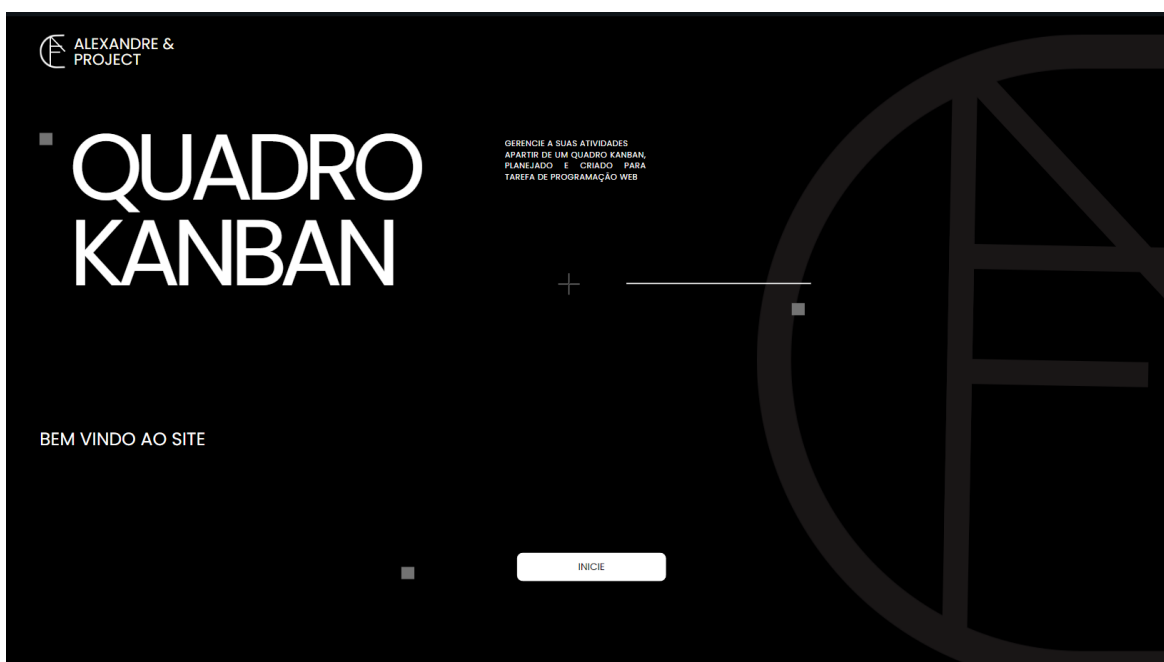 ALEXANDRE &
PROJECT
QUADRO
KANBAN
GERENCIE A SUAS ATIVIDADES
APARTIR DE UM QUADRO KANBAN,
PLANEJADO E CRIADO PARA
TAREFA DE PROGRAMAÇÃO WEB
BEM VINDO AO SITE
INICIE